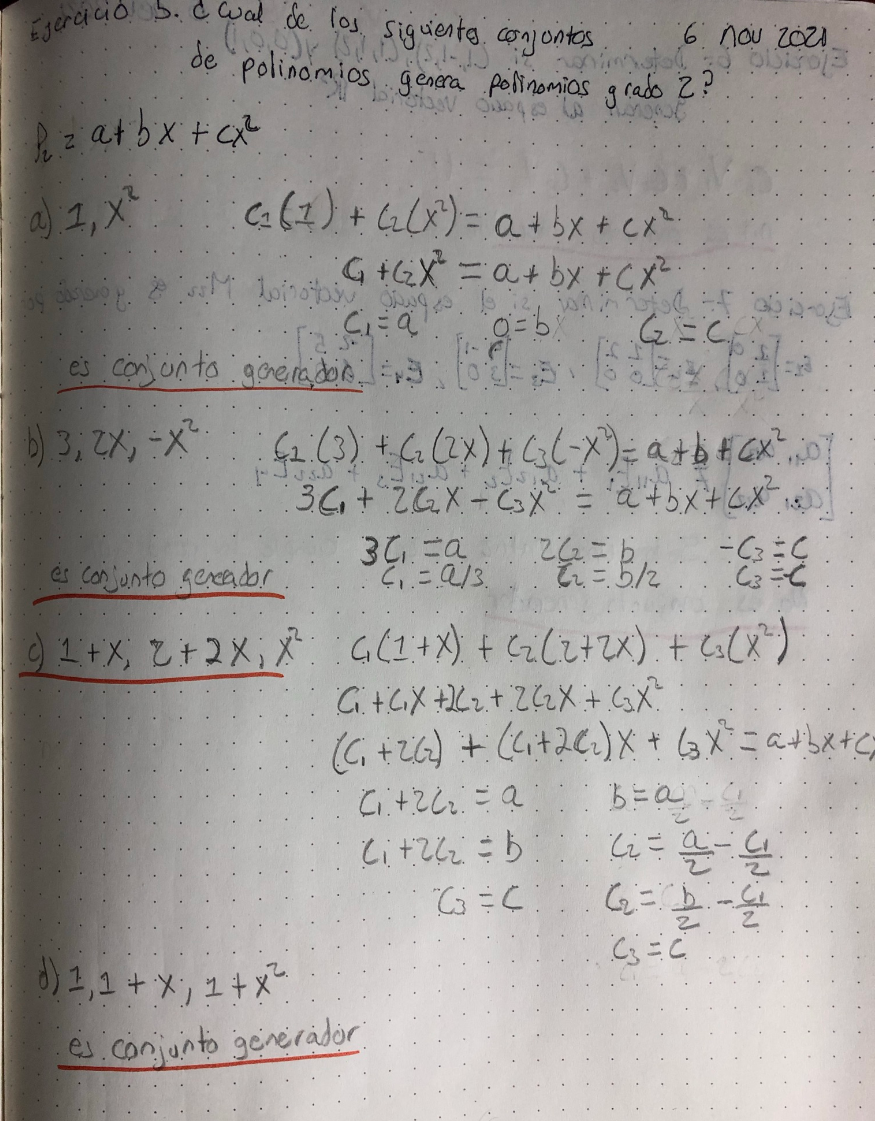 Ejercicio 5. ¿Cual de los siguientes conjuntos 6 nov 2021
de polinomios genera polinomios grado 2?
P₂ = a+bx+cx²
a) 1, x² C₁(1) + C₂(x²) = a+bx+cx²
C₁+C₂x² = a+bx+cx²
C₁=a 0=b C₂=c
es conjunto generador
b) 3, 2x, -x² C₁(3) + C₂(2x) + C₃(-x²) = a+b+cx²
3C₁ + 2C₂x - C₃x² = a+bx+cx²
3C₁=a 2C₂=b -C₃=c
es conjunto generador C₁=a/3 C₂=b/2 C₃=-c
c) 1+x, 2+2x, x² C₁(1+x) + C₂(2+2x) + C₃(x²)
C₁+C₁x+2C₂+2C₂x+C₃x²
(C₁+2C₂) + (C₁+2C₂)x + C₃x² = a+bx+c
C₁+2C₂=a b=a
C₁+2C₂=b C₂=a/2-C₁/2
C₃=c C₂=b/2-C₁/2
C₃=c
d) 1, 1+x, 1+x²
es conjunto generador